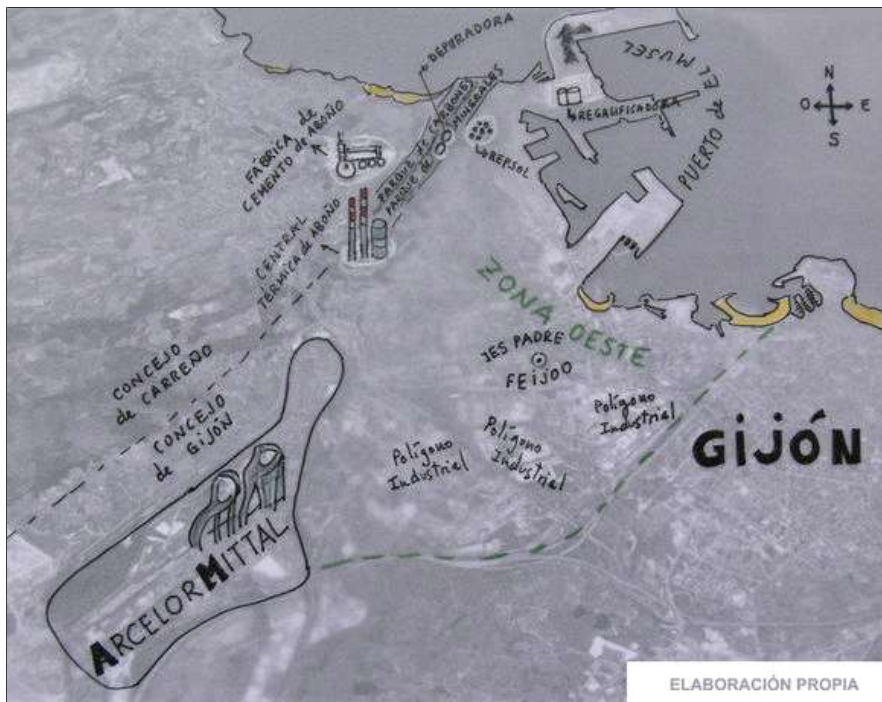 DEPURADORA
PUERTO DE EL MUSEL
REGASIFICADORA
N
O E
S
FÁBRICA de
CEMENTO de ABOÑO
PARQUE DE CARBONES
PARQUE de MINERALES
REPSOL
CENTRAL
TÉRMICA de ABOÑO
ZONA OESTE
IES PADRE
FEIJOO
CONCEJO
de CARREÑO
CONCEJO
de GIJÓN
Polígono
Industrial
Polígono
Industrial
Polígono
Industrial
GIJÓN
ARCELORMITTAL
ELABORACIÓN PROPIA